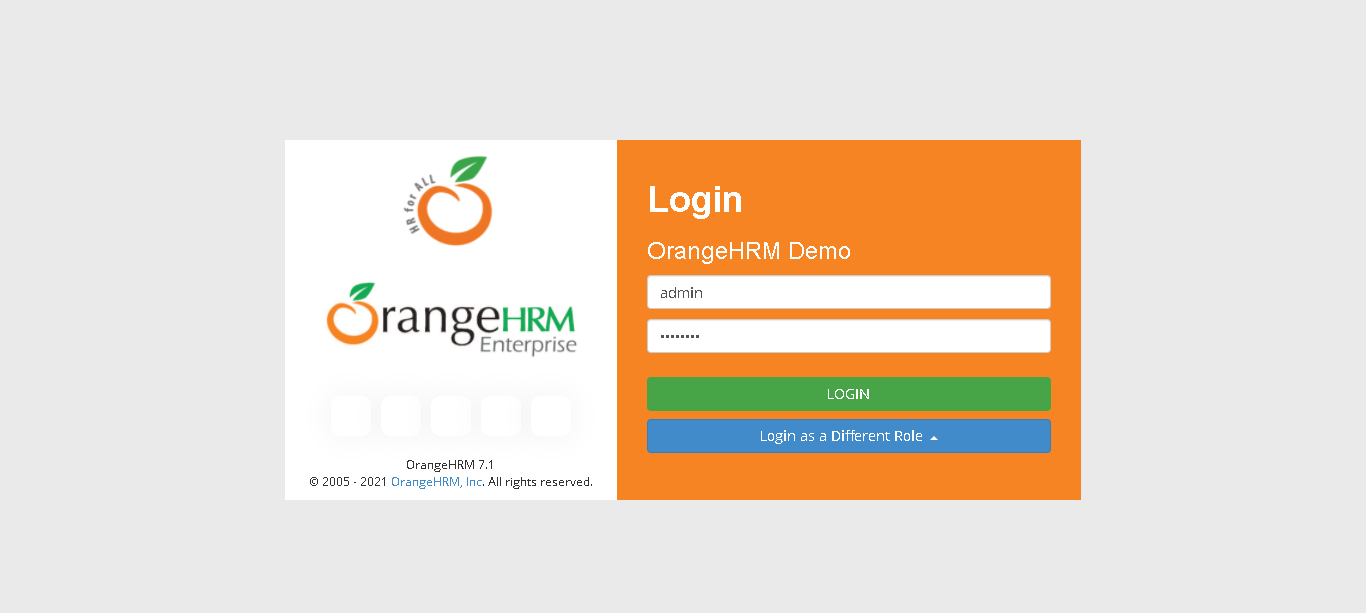 HR for ALL
OrangeHRM
Enterprise
OrangeHRM 7.1
© 2005 - 2021 OrangeHRM, Inc. All rights reserved.
Login
OrangeHRM Demo
admin
••••••••
LOGIN
Login as a Different Role